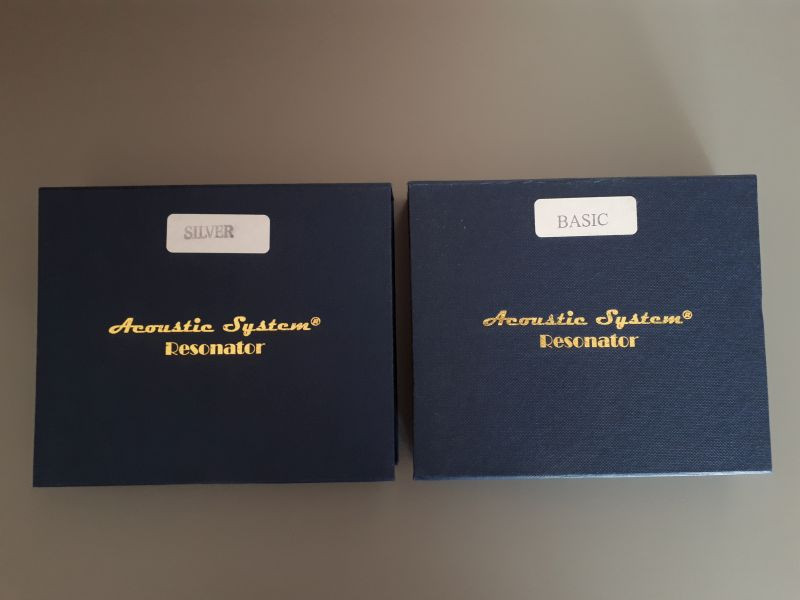 SILVER
Acoustic System®
Resonator
BASIC
Acoustic System®
Resonator